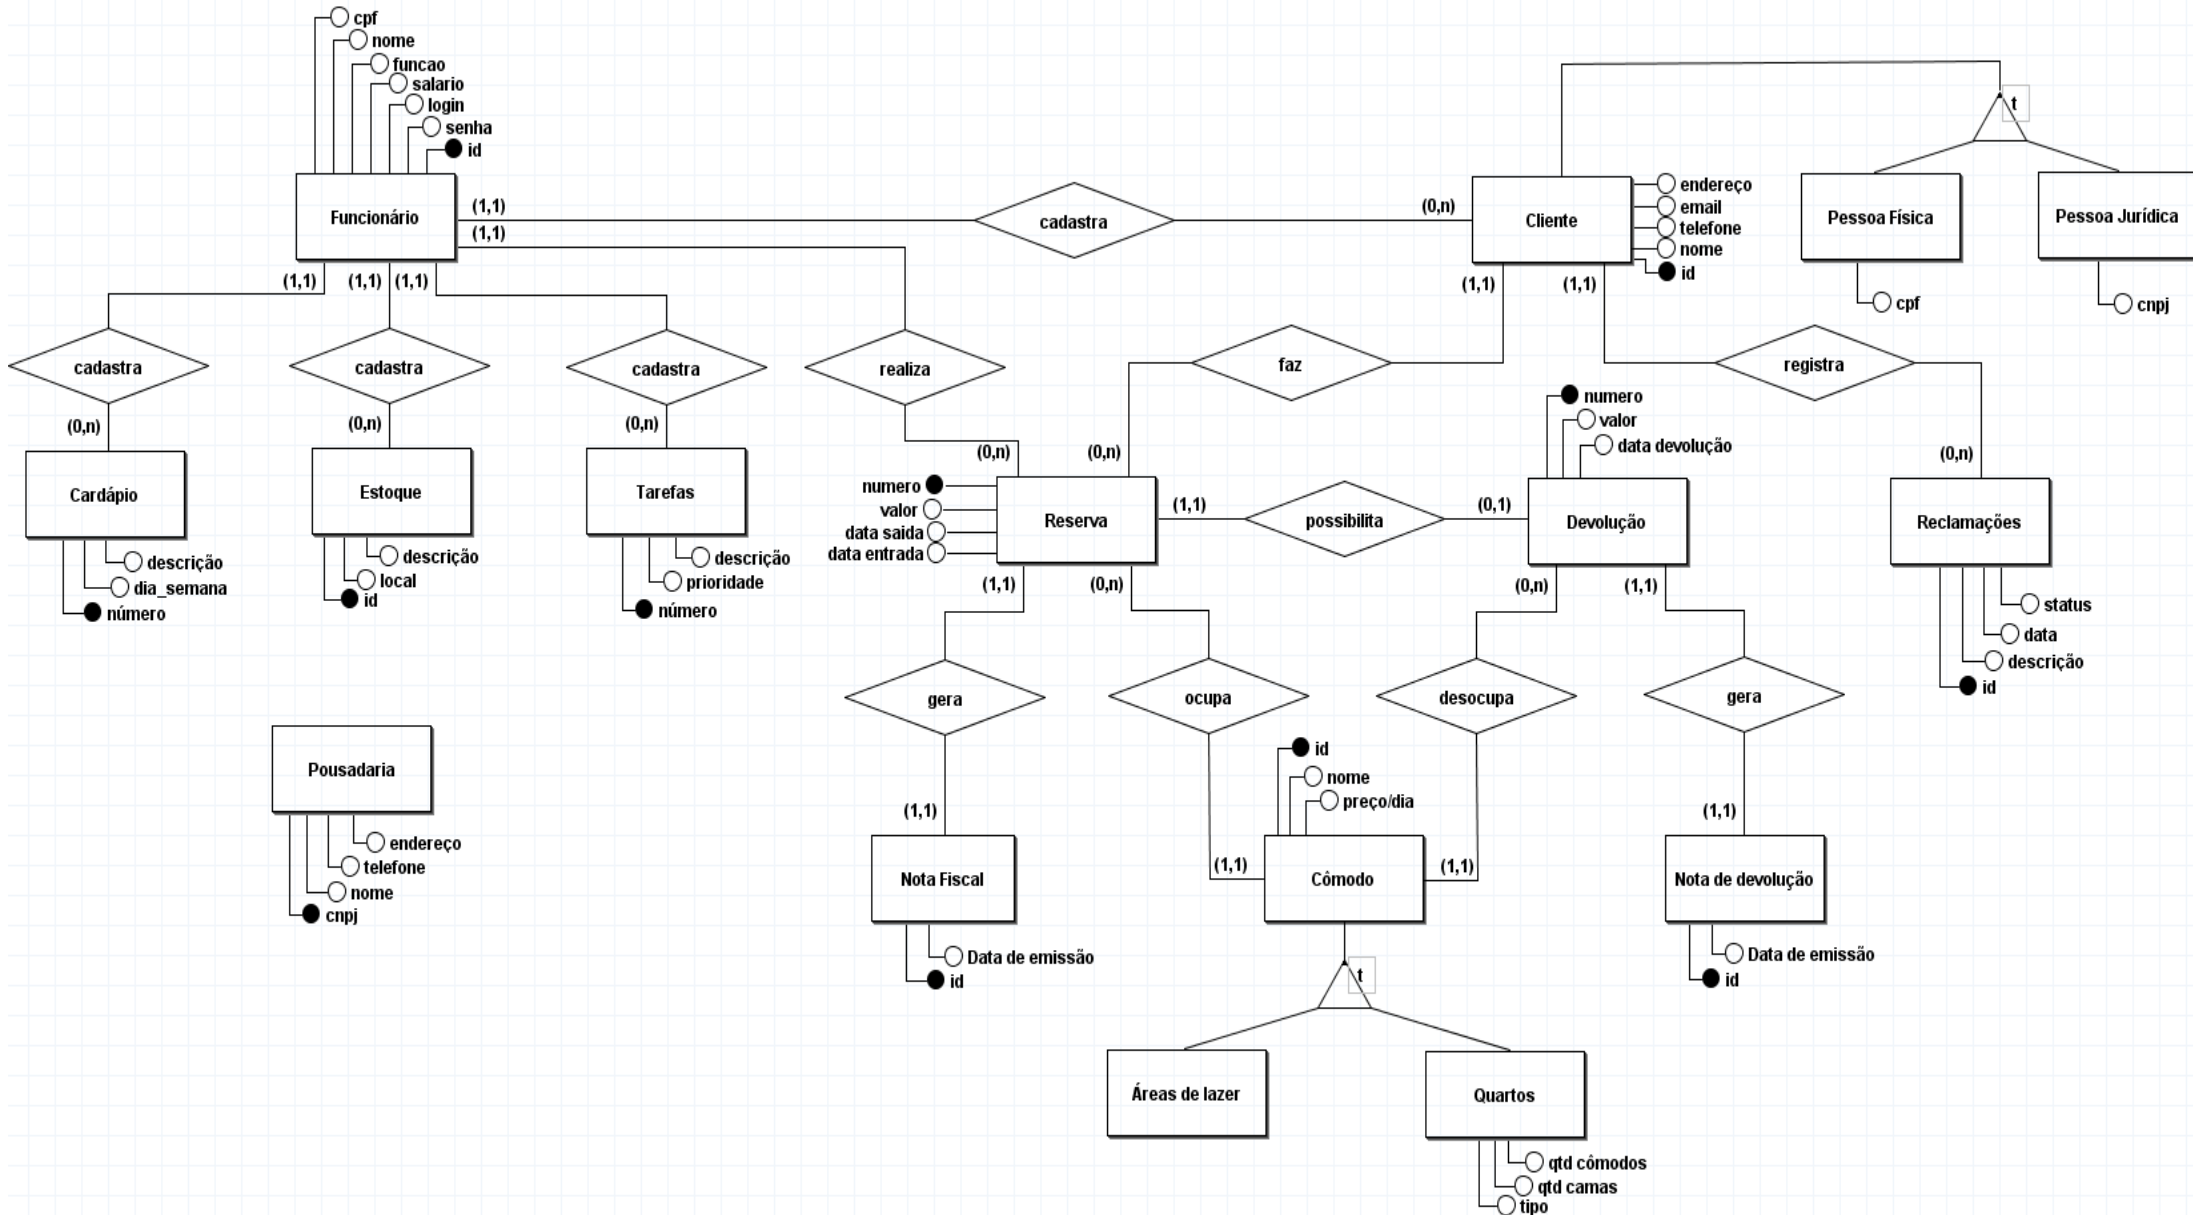 cpf
nome
funcao
salario
login
senha
id
Funcionário
(1,1)
(1,1)
cadastra
(0,n)
Cliente
endereço
email
telefone
nome
id
t
Pessoa Física
cpf
Pessoa Jurídica
cnpj
(1,1)
(1,1)
(1,1)
(1,1)
(1,1)
cadastra
cadastra
cadastra
realiza
faz
registra
(0,n)
(0,n)
(0,n)
(0,n)
(0,n)
(0,n)
Cardápio
descrição
dia_semana
número
Estoque
descrição
local
id
Tarefas
descrição
prioridade
número
numero
valor
data saida
data entrada
Reserva
(1,1)
possibilita
(0,1)
numero
valor
data devolução
Devolução
Reclamações
status
data
descrição
id
(1,1)
(0,n)
(0,n)
(1,1)
gera
ocupa
desocupa
gera
Pousadaria
endereço
telefone
nome
cnpj
(1,1)
Nota Fiscal
Data de emissão
id
id
nome
preço/dia
(1,1)
Cômodo
(1,1)
(1,1)
Nota de devolução
Data de emissão
id
t
Áreas de lazer
Quartos
qtd cômodos
qtd camas
tipo